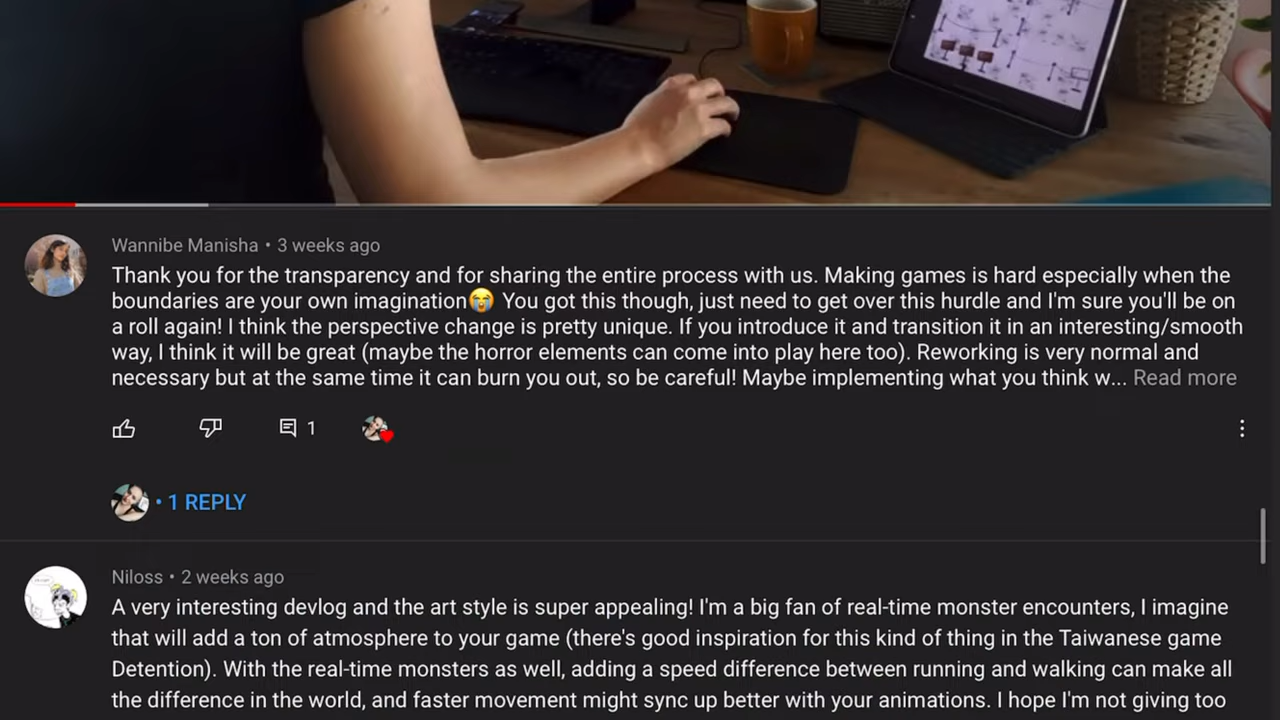 Wannibe Manisha • 3 weeks ago
Thank you for the transparency and for sharing the entire process with us. Making games is hard especially when the
boundaries are your own imagination😭 You got this though, just need to get over this hurdle and I'm sure you'll be on
a roll again! I think the perspective change is pretty unique. If you introduce it and transition it in an interesting/smooth
way, I think it will be great (maybe the horror elements can come into play here too). Reworking is very normal and
necessary but at the same time it can burn you out, so be careful! Maybe implementing what you think w... Read more
1
• 1 REPLY
Niloss • 2 weeks ago
A very interesting devlog and the art style is super appealing! I'm a big fan of real-time monster encounters, I imagine
that will add a ton of atmosphere to your game (there's good inspiration for this kind of thing in the Taiwanese game
Detention). With the real-time monsters as well, adding a speed difference between running and walking can make all
the difference in the world, and faster movement might sync up better with your animations. I hope I'm not giving too